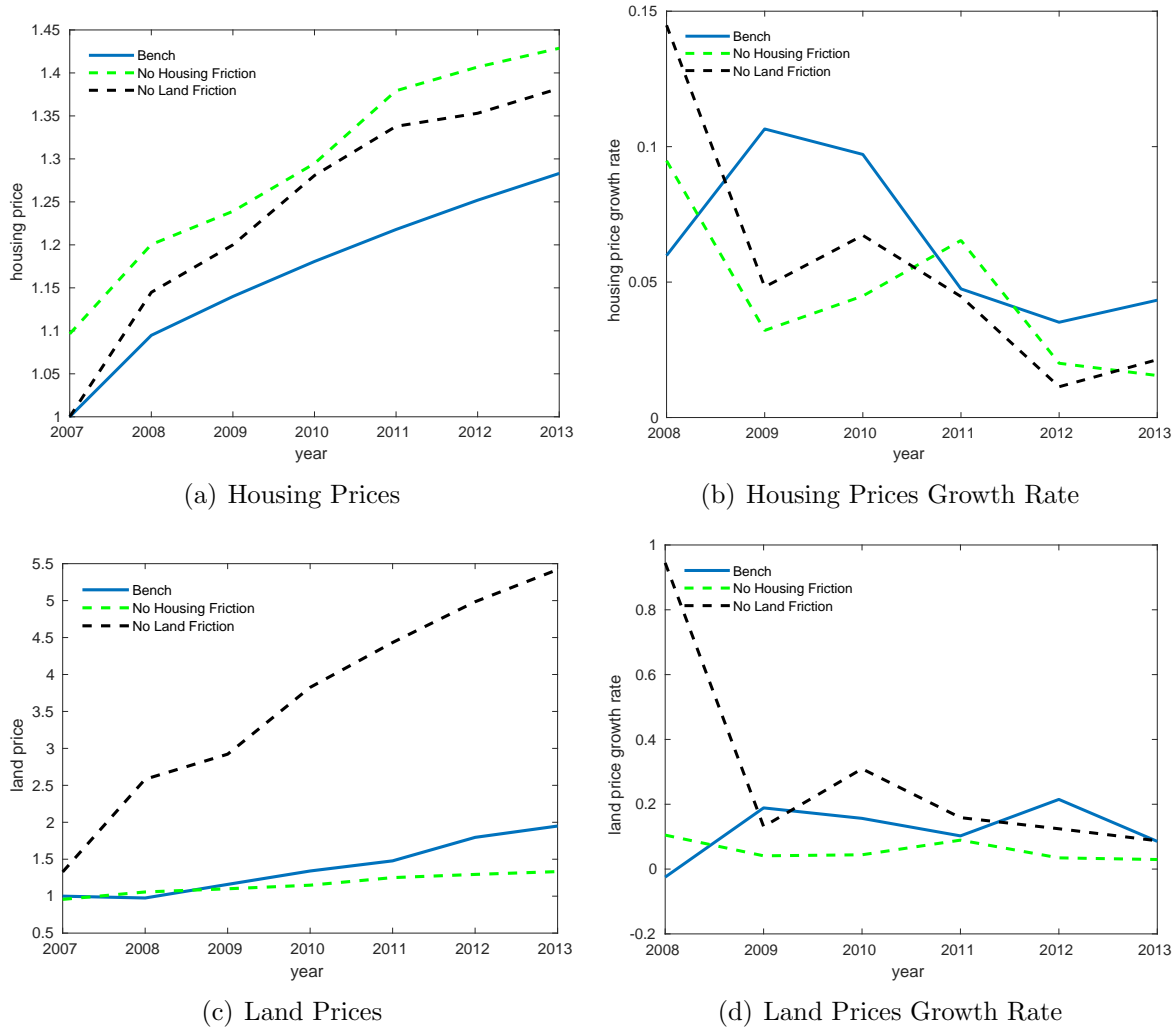 1.45
1.4
1.35
1.3
1.25
1.2
1.15
1.1
1.05
1
housing price
Bench
No Housing Friction
No Land Friction
2007 2008 2009 2010 2011 2012 2013
year
(a) Housing Prices
0.15
0.1
0.05
0
housing price growth rate
Bench
No Housing Friction
No Land Friction
2008 2009 2010 2011 2012 2013
year
(b) Housing Prices Growth Rate
5.5
5
4.5
4
3.5
3
2.5
2
1.5
1
0.5
land price
Bench
No Housing Friction
No Land Friction
2007 2008 2009 2010 2011 2012 2013
year
(c) Land Prices
1
0.8
0.6
0.4
0.2
0
-0.2
land price growth rate
Bench
No Housing Friction
No Land Friction
2008 2009 2010 2011 2012 2013
year
(d) Land Prices Growth Rate